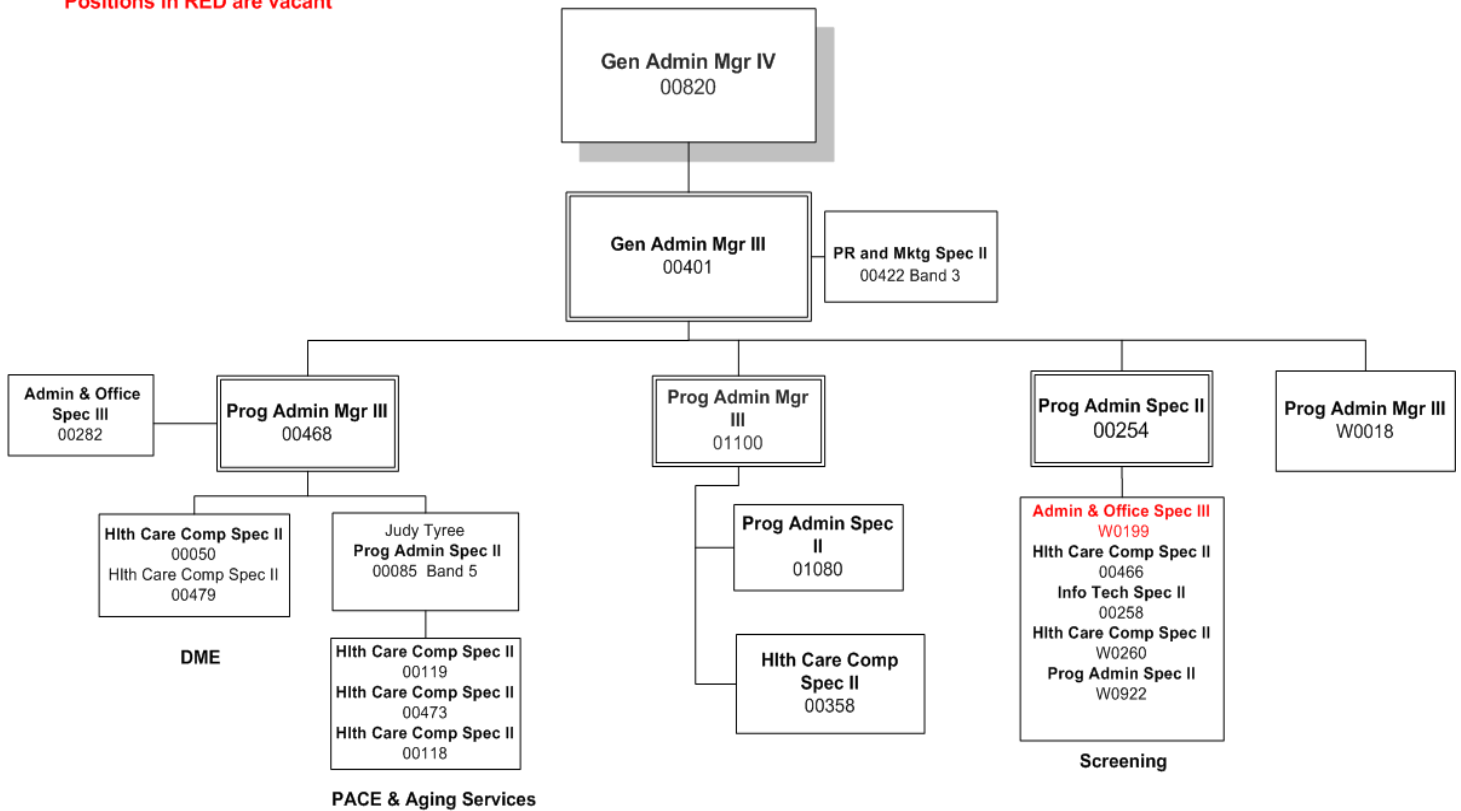 Positions in RED are vacant
Gen Admin Mgr IV
00820
Gen Admin Mgr III
00401
PR and Mktg Spec II
00422 Band 3
Admin & Office
Spec III
00282
Prog Admin Mgr III
00468
Prog Admin Mgr
III
01100
Prog Admin Spec II
00254
Prog Admin Mgr III
W0018
Hlth Care Comp Spec II
00050
Hlth Care Comp Spec II
00479
DME
Judy Tyree
Prog Admin Spec II
00085 Band 5
Hlth Care Comp Spec II
00119
Hlth Care Comp Spec II
00473
Hlth Care Comp Spec II
00118
PACE & Aging Services
Prog Admin Spec
II
01080
Hlth Care Comp
Spec II
00358
Admin & Office Spec III
W0199
Hlth Care Comp Spec II
00466
Info Tech Spec II
00258
Hlth Care Comp Spec II
W0260
Prog Admin Spec II
W0922
Screening